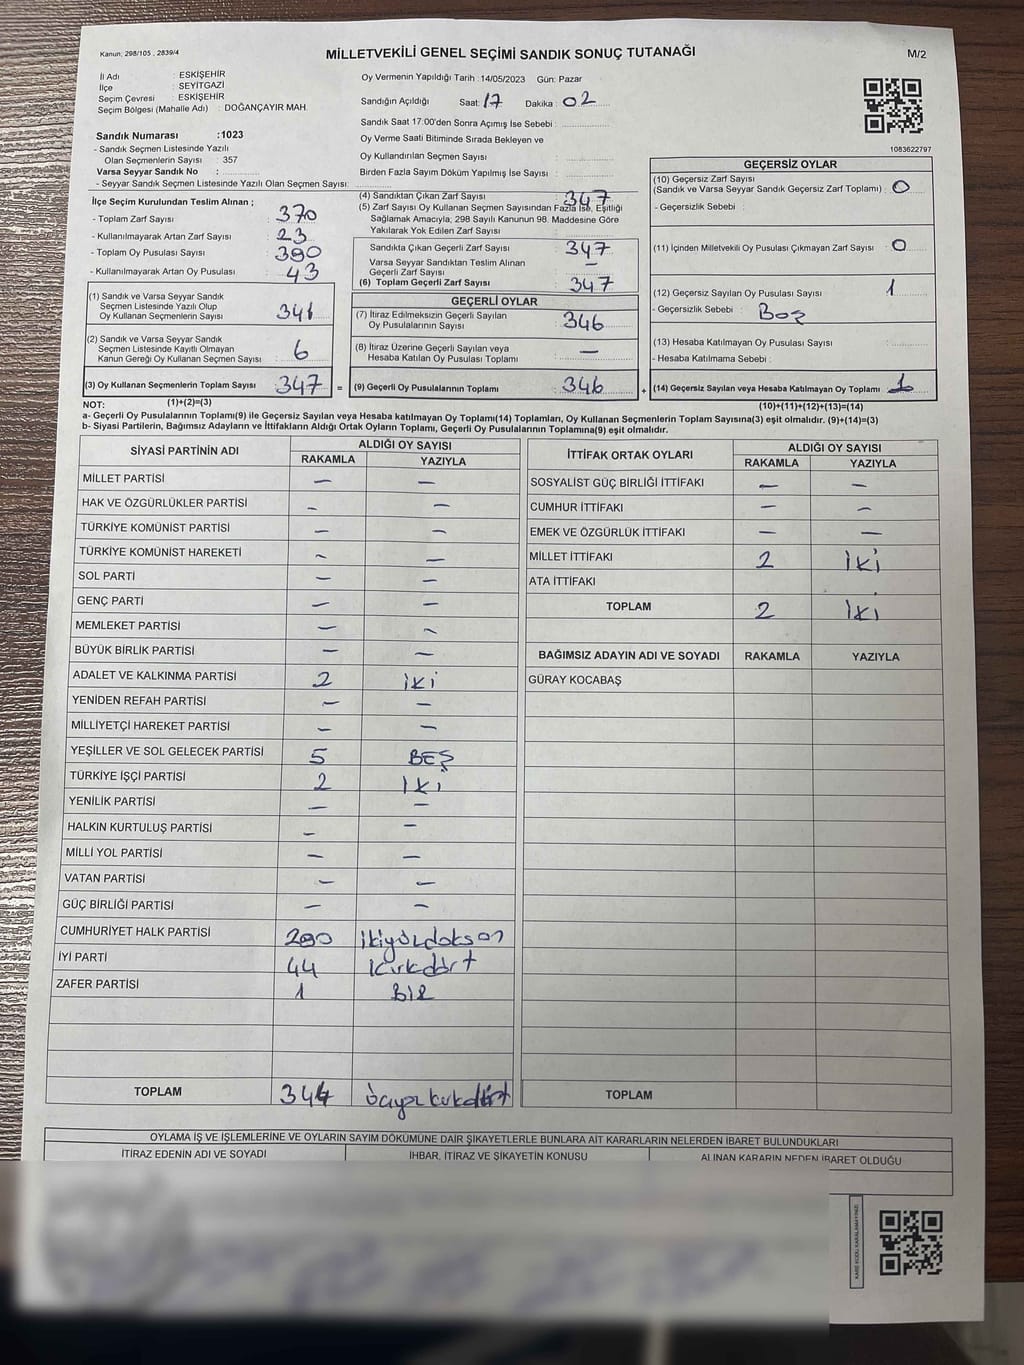 Kanun, 298/105 , 2839/4
MİLLETVEKİLİ GENEL SEÇİMİ SANDIK SONUÇ TUTANAĞI
M/2
İl Adı : ESKİŞEHİR
İlçe : SEYİTGAZİ
Seçim Çevresi : ESKİŞEHİR
Seçim Bölgesi (Mahalle Adı) : DOĞANÇAYIR MAH.
Sandık Numarası :1023
- Sandık Seçmen Listesinde Yazılı
Olan Seçmenlerin Sayısı : 357
Varsa Seyyar Sandık No :
- Seyyar Sandık Seçmen Listesinde Yazılı Olan Seçmen Sayısı:
Oy Vermenin Yapıldığı Tarih :14/05/2023 Gün: Pazar
Sandığın Açıldığı Saat: 17 Dakika : 02
Sandık Saat 17:00'den Sonra Açımış İse Sebebi :
Oy Verme Saati Bitiminde Sırada Bekleyen ve
Oy Kullandırılan Seçmen Sayısı :
Birden Fazla Sayım Döküm Yapılmış İse Sayısı :
1083622797
İlçe Seçim Kurulundan Teslim Alınan ;
- Toplam Zarf Sayısı : 370
- Kullanılmayarak Artan Zarf Sayısı : 23
- Toplam Oy Pusulası Sayısı : 390
- Kullanılmayarak Artan Oy Pusulası : 43
(1) Sandık ve Varsa Seyyar Sandık
Seçmen Listesinde Yazılı Olup
Oy Kullanan Seçmenlerin Sayısı : 341
(2) Sandık ve Varsa Seyyar Sandık
Seçmen Listesinde Kayıtlı Olmayan
Kanun Gereği Oy Kullanan Seçmen Sayısı : 6
(3) Oy Kullanan Seçmenlerin Toplam Sayısı : 347 =
(1)+(2)=(3)
(4) Sandıktan Çıkan Zarf Sayısı : 347
(5) Zarf Sayısı Oy Kullanan Seçmen Sayısından Fazla İse, Eşitliği
Sağlamak Amacıyla; 298 Sayılı Kanunun 98. Maddesine Göre
Yakılarak Yok Edilen Zarf Sayısı :
Sandıkta Çıkan Geçerli Zarf Sayısı : 347
Varsa Seyyar Sandıktan Teslim Alınan
Geçerli Zarf Sayısı : —
(6) Toplam Geçerli Zarf Sayısı : 347
GEÇERLİ OYLAR
(7) İtiraz Edilmeksizin Geçerli Sayılan
Oy Pusulalarının Sayısı : 346
(8) İtiraz Üzerine Geçerli Sayılan veya
Hesaba Katılan Oy Pusulası Toplamı : —
(9) Geçerli Oy Pusulalarının Toplamı : 346 +
GEÇERSİZ OYLAR
(10) Geçersiz Zarf Sayısı
(Sandık ve Varsa Seyyar Sandık Geçersiz Zarf Toplamı) : 0
- Geçersizlik Sebebi :
(11) İçinden Milletvekili Oy Pusulası Çıkmayan Zarf Sayısı : 0
(12) Geçersiz Sayılan Oy Pusulası Sayısı : 1
- Geçersizlik Sebebi : Boş
(13) Hesaba Katılmayan Oy Pusulası Sayısı :
- Hesaba Katılmama Sebebi :
(14) Geçersiz Sayılan veya Hesaba Katılmayan Oy Toplamı : 1
(10)+(11)+(12)+(13)=(14)
NOT:
a- Geçerli Oy Pusulalarının Toplamı(9) ile Geçersiz Sayılan veya Hesaba katılmayan Oy Toplamı(14) Toplamları, Oy Kullanan Seçmenlerin Toplam Sayısına(3) eşit olmalıdır. (9)+(14)=(3)
b- Siyasi Partilerin, Bağımsız Adayların ve İttifakların Aldığı Ortak Oyların Toplamı, Geçerli Oy Pusulalarının Toplamına(9) eşit olmalıdır.
SİYASİ PARTİNİN ADI ALDIĞI OY SAYISI
RAKAMLA YAZIYLA
MİLLET PARTİSİ — —
HAK VE ÖZGÜRLÜKLER PARTİSİ — —
TÜRKİYE KOMÜNİST PARTİSİ — —
TÜRKİYE KOMÜNİST HAREKETİ — —
SOL PARTİ — —
GENÇ PARTİ — —
MEMLEKET PARTİSİ — —
BÜYÜK BİRLİK PARTİSİ — —
ADALET VE KALKINMA PARTİSİ 2 iki
YENİDEN REFAH PARTİSİ — —
MİLLİYETÇİ HAREKET PARTİSİ — —
YEŞİLLER VE SOL GELECEK PARTİSİ 5 BEŞ
TÜRKİYE İŞÇİ PARTİSİ 2 İKİ
YENİLİK PARTİSİ — —
HALKIN KURTULUŞ PARTİSİ — —
MİLLİ YOL PARTİSİ — —
VATAN PARTİSİ — —
GÜÇ BİRLİĞİ PARTİSİ — —
CUMHURİYET HALK PARTİSİ 290 ikiyüzdoksan
İYİ PARTİ 44 kırkdört
ZAFER PARTİSİ 1 BİR
TOPLAM 344 üçyüzkırkdört
İTTİFAK ORTAK OYLARI ALDIĞI OY SAYISI
RAKAMLA YAZIYLA
SOSYALİST GÜÇ BİRLİĞİ İTTİFAKI — —
CUMHUR İTTİFAKI — —
EMEK VE ÖZGÜRLÜK İTTİFAKI — —
MİLLET İTTİFAKI 2 İKİ
ATA İTTİFAKI
TOPLAM 2 İKİ
BAĞIMSIZ ADAYIN ADI VE SOYADI RAKAMLA YAZIYLA
GÜRAY KOCABAŞ
TOPLAM
OYLAMA İŞ VE İŞLEMLERİNE VE OYLARIN SAYIM DÖKÜMÜNE DAİR ŞİKAYETLERLE BUNLARA AİT KARARLARIN NELERDEN İBARET BULUNDUKLARI
İTİRAZ EDENİN ADI VE SOYADI İHBAR, İTİRAZ VE ŞİKAYETİN KONUSU ALINAN KARARIN NEDEN İBARET OLDUĞU
KARE KODU KARALAMAYINIZ!